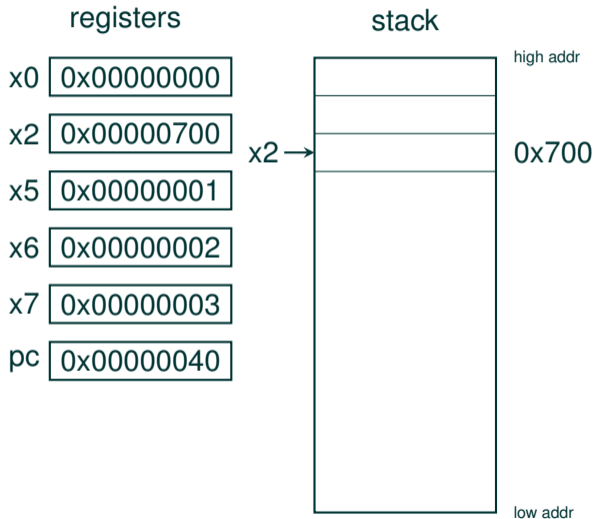 registers
x0 0x00000000
x2 0x00000700
x5 0x00000001
x6 0x00000002
x7 0x00000003
pc 0x00000040
stack
high addr
x2
0x700
low addr